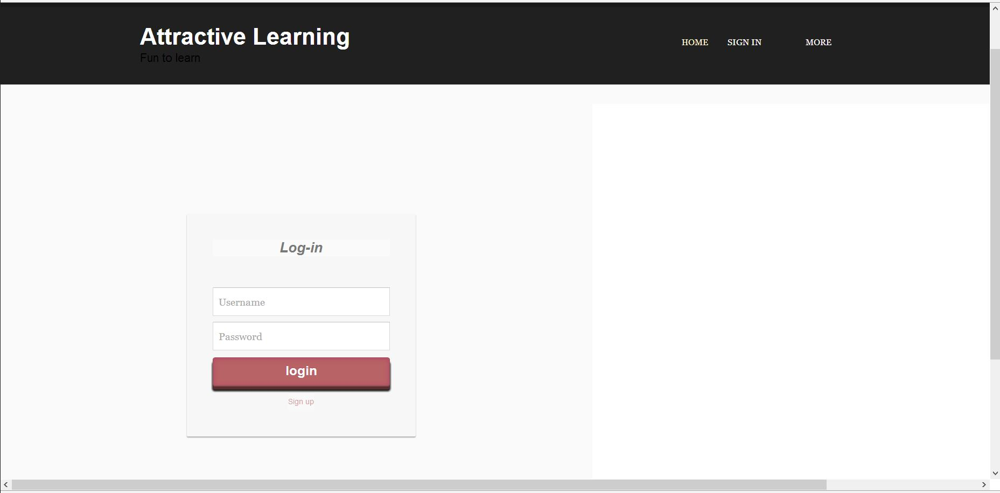 Attractive Learning
Fun to learn
HOME SIGN IN MORE
Log-in
Username
Password
login
Sign up